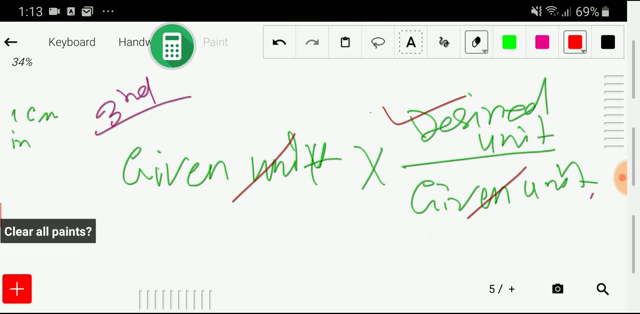 1:13
69%
Keyboard
Handw
Paint
A
34%
1 cm
in
2nd
Given unit X Desired unit
Given unit
Clear all paints?
+
5 / +